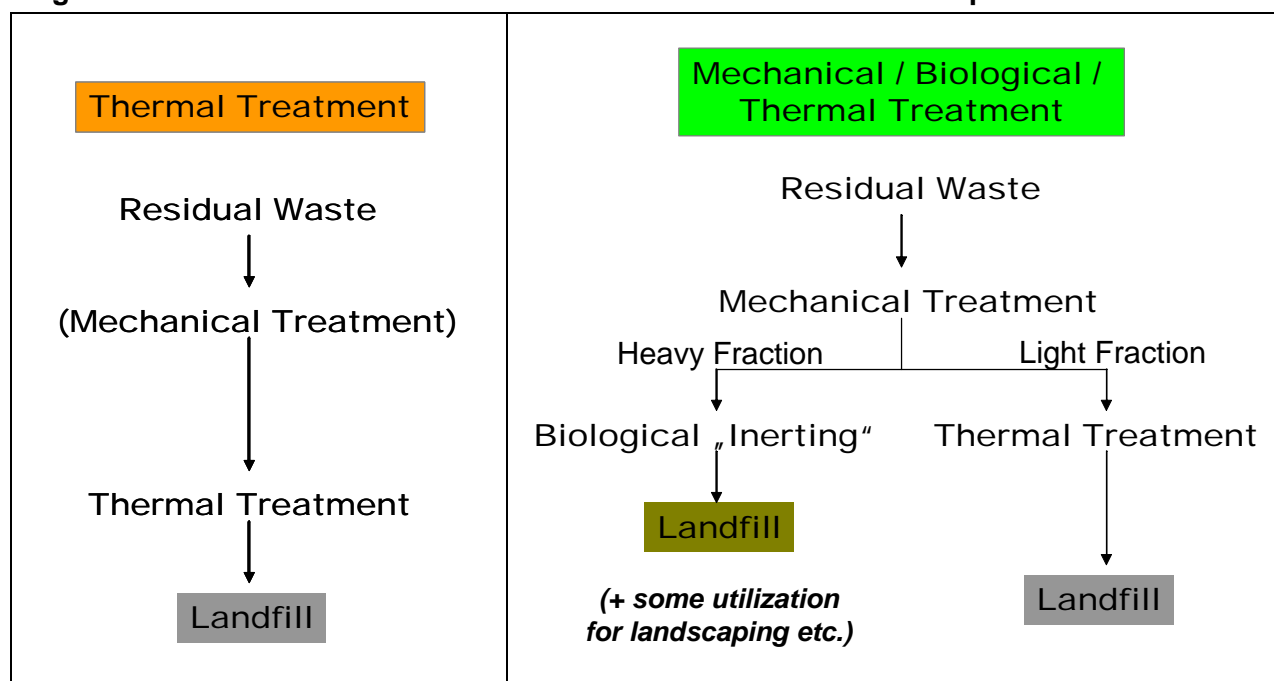 Thermal Treatment
Residual Waste
(Mechanical Treatment)
Thermal Treatment
Landfill
Mechanical / Biological /
Thermal Treatment
Residual Waste
Mechanical Treatment
Heavy Fraction
Light Fraction
Biological „Inerting“
Thermal Treatment
Landfill
(+ some utilization
for landscaping etc.)
Landfill